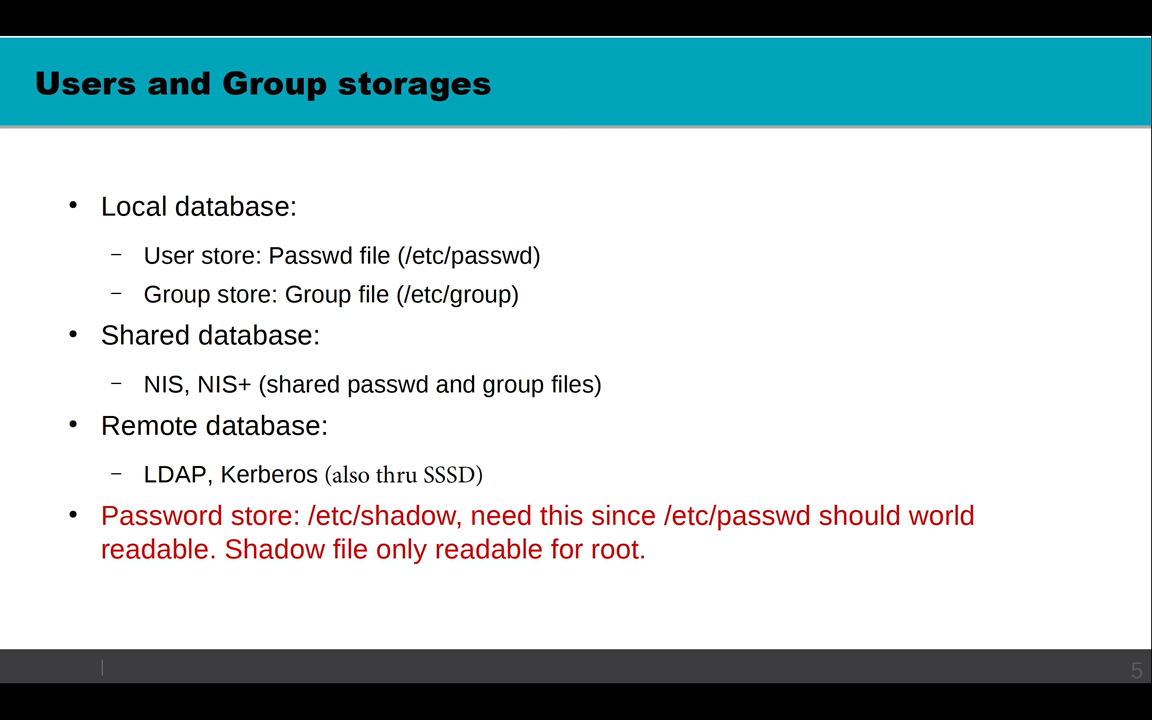 Users and Group storages
• Local database:
– User store: Passwd file (/etc/passwd)
– Group store: Group file (/etc/group)
• Shared database:
– NIS, NIS+ (shared passwd and group files)
• Remote database:
– LDAP, Kerberos (also thru SSSD)
• Password store: /etc/shadow, need this since /etc/passwd should world
readable. Shadow file only readable for root.
5